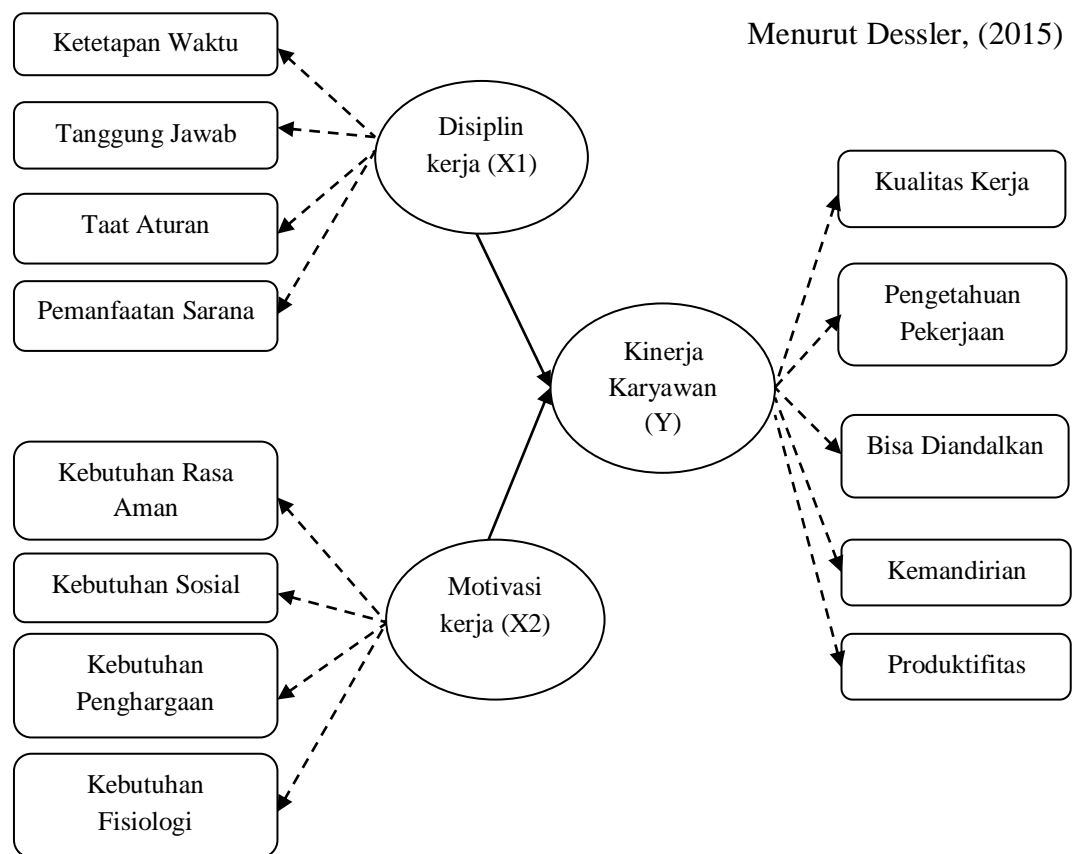 Menurut Dessler, (2015)
Ketetapan Waktu
Tanggung Jawab
Taat Aturan
Pemanfaatan Sarana
Disiplin
kerja (X1)
Kebutuhan Rasa
Aman
Kebutuhan Sosial
Kebutuhan
Penghargaan
Kebutuhan
Fisiologi
Motivasi
kerja (X2)
Kinerja
Karyawan
(Y)
Kualitas Kerja
Pengetahuan
Pekerjaan
Bisa Diandalkan
Kemandirian
Produktifitas